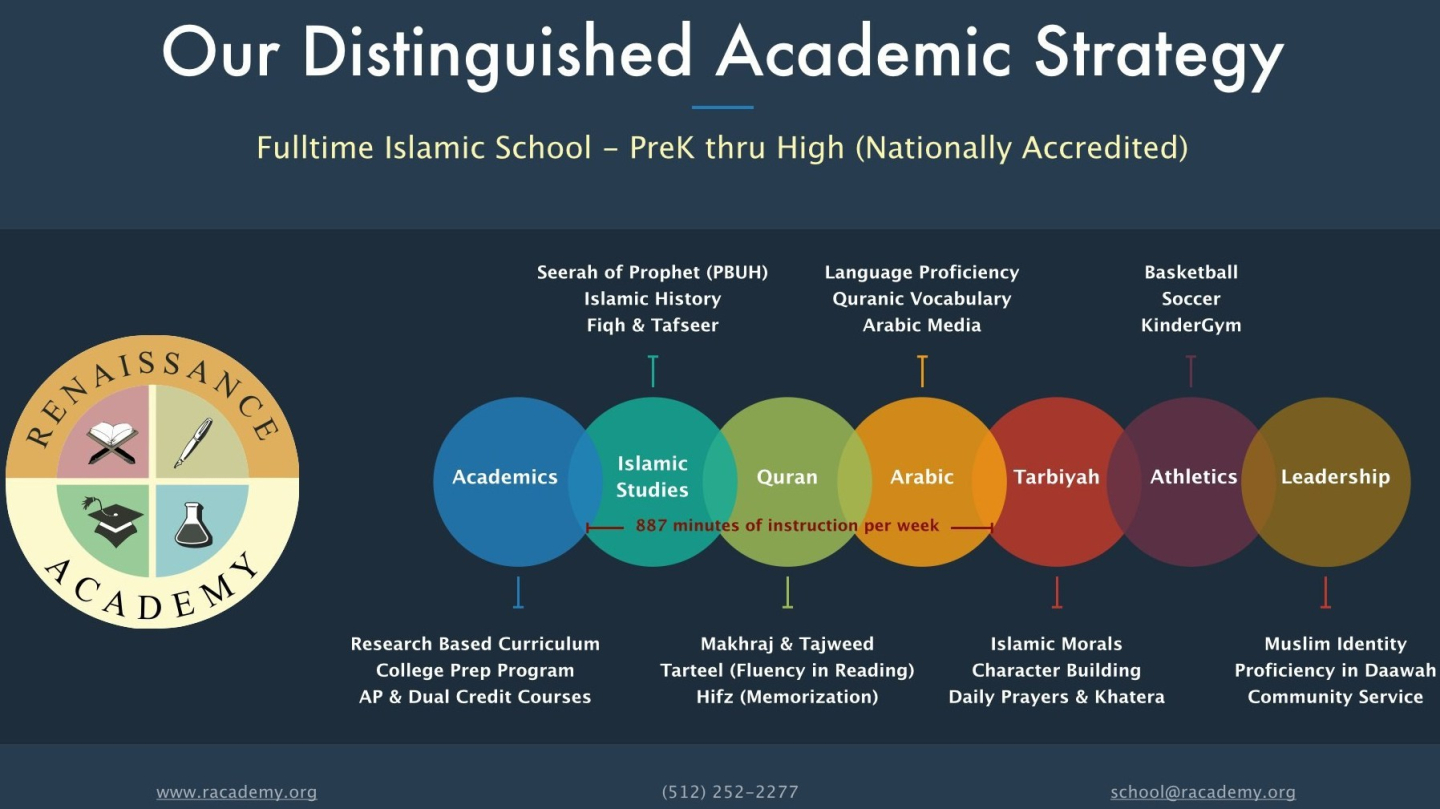 Our Distinguished Academic Strategy
Fulltime Islamic School – PreK thru High (Nationally Accredited)
RENAISSANCE
ACADEMY
Seerah of Prophet (PBUH)
Islamic History
Fiqh & Tafseer
Language Proficiency
Quranic Vocabulary
Arabic Media
Basketball
Soccer
KinderGym
Academics
Islamic
Studies
Quran
Arabic
Tarbiyah
Athletics
Leadership
887 minutes of instruction per week
Research Based Curriculum
College Prep Program
AP & Dual Credit Courses
Makhraj & Tajweed
Tarteel (Fluency in Reading)
Hifz (Memorization)
Islamic Morals
Character Building
Daily Prayers & Khatera
Muslim Identity
Proficiency in Daawah
Community Service
www.racademy.org
(512) 252-2277
school@racademy.org